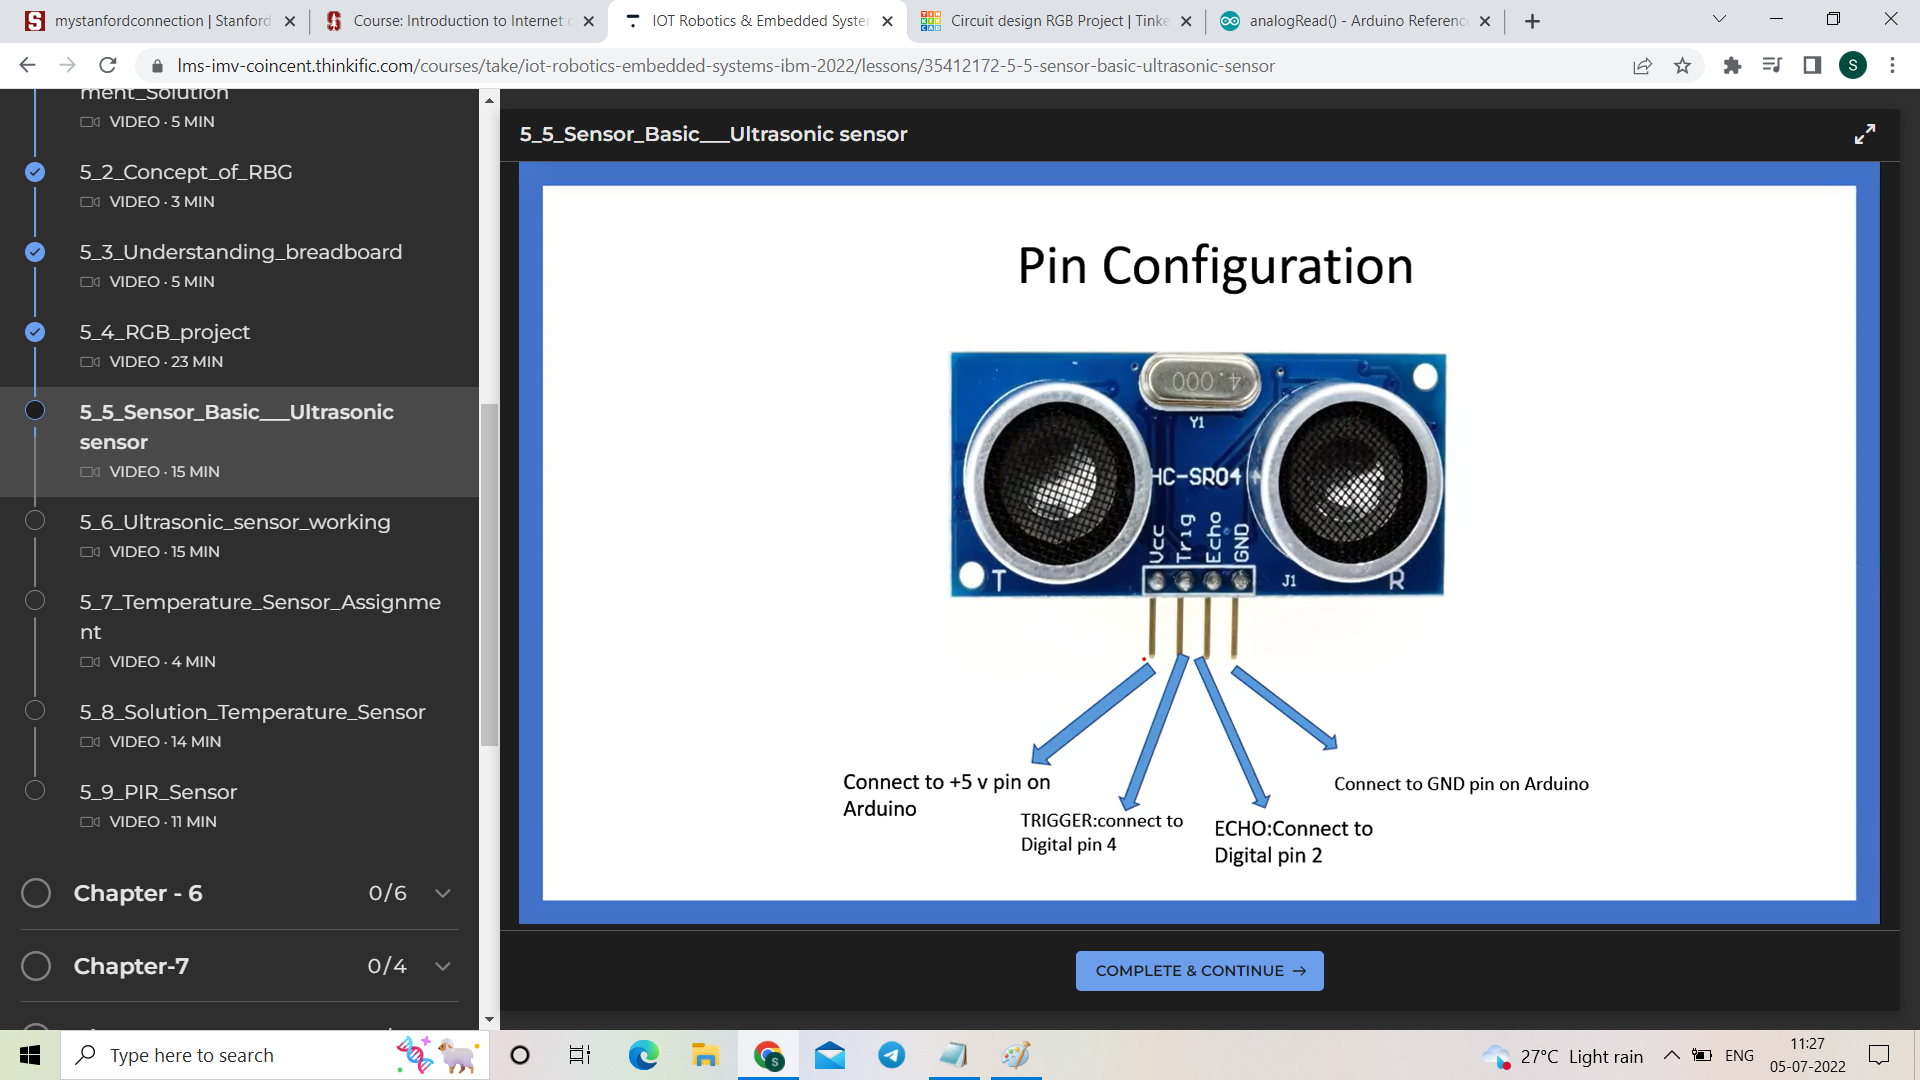 mystanfordconnection | Stanford
Course: Introduction to Internet
IOT Robotics & Embedded Syste
Circuit design RGB Project | Tinke
analogRead() - Arduino Reference
lms-imv-coincent.thinkific.com/courses/take/iot-robotics-embedded-systems-ibm-2022/lessons/35412172-5-5-sensor-basic-ultrasonic-sensor
S
ment_Solution
VIDEO · 5 MIN
5_2_Concept_of_RBG
VIDEO · 3 MIN
5_3_Understanding_breadboard
VIDEO · 5 MIN
5_4_RGB_project
VIDEO · 23 MIN
5_5_Sensor_Basic___Ultrasonic
sensor
VIDEO · 15 MIN
5_6_Ultrasonic_sensor_working
VIDEO · 15 MIN
5_7_Temperature_Sensor_Assignme
nt
VIDEO · 4 MIN
5_8_Solution_Temperature_Sensor
VIDEO · 14 MIN
5_9_PIR_Sensor
VIDEO · 11 MIN
Chapter - 6 0/6
Chapter-7 0/4
5_5_Sensor_Basic___Ultrasonic sensor
Pin Configuration
4.000
Y1
HC-SR04
Vcc
Trig
Echo
GND
T
J1
R
Connect to +5 v pin on
Arduino
TRIGGER:connect to
Digital pin 4
ECHO:Connect to
Digital pin 2
Connect to GND pin on Arduino
COMPLETE & CONTINUE →
Type here to search
27°C Light rain
ENG
11:27
05-07-2022